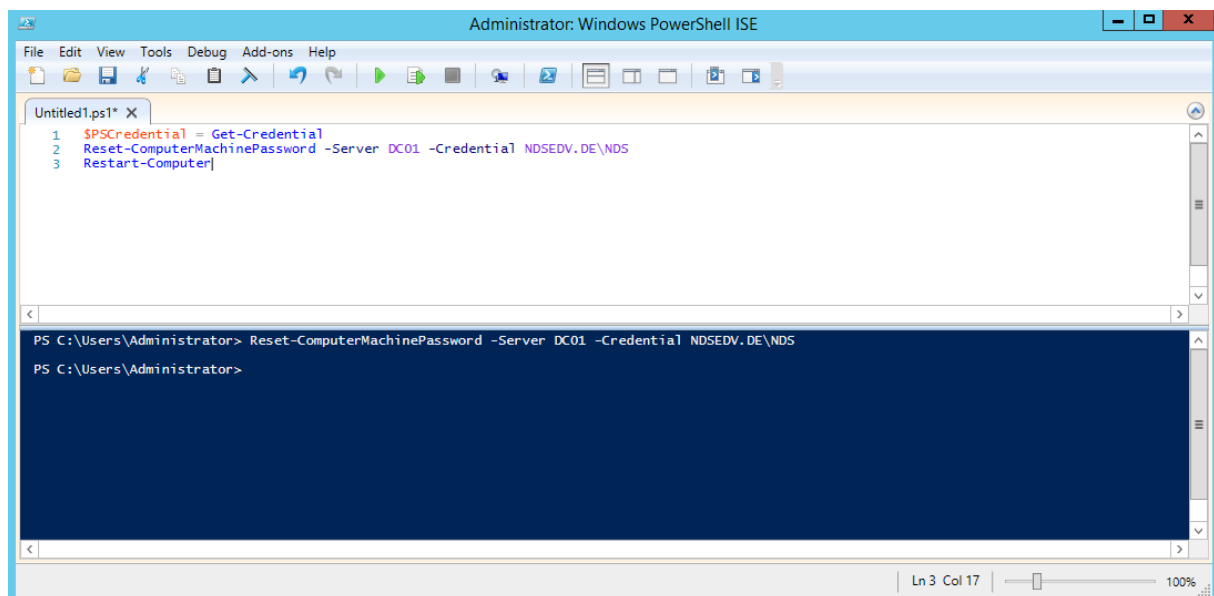 Administrator: Windows PowerShell ISE
File Edit View Tools Debug Add-ons Help
Untitled1.ps1* X
1 $PSCredential = Get-Credential
2 Reset-ComputerMachinePassword -Server DC01 -Credential NDSEDV.DE\NDS
3 Restart-Computer
PS C:\Users\Administrator> Reset-ComputerMachinePassword -Server DC01 -Credential NDSEDV.DE\NDS
PS C:\Users\Administrator>
Ln 3 Col 17 100%